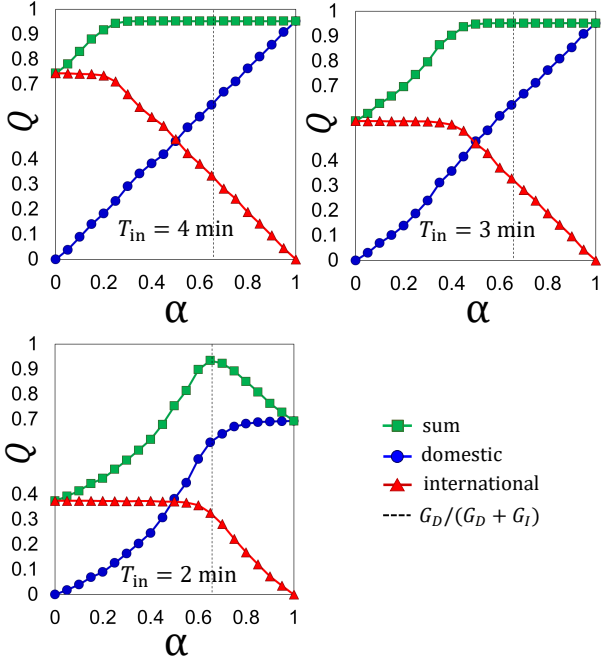 1
0.9
0.8
0.7
Q
0.4
0.3
0.2
0.1
0
T_in = 4 min
0 0.2 0.4 0.6 0.8 1
α
1
0.9
0.8
0.7
Q
0.4
0.3
0.2
0.1
0
T_in = 3 min
0 0.2 0.4 0.6 0.8 1
α
1
0.9
0.8
0.7
Q
0.4
0.3
0.2
0.1
0
T_in = 2 min
0 0.2 0.4 0.6 0.8 1
α
sum
domestic
international
G_D/(G_D + G_I)